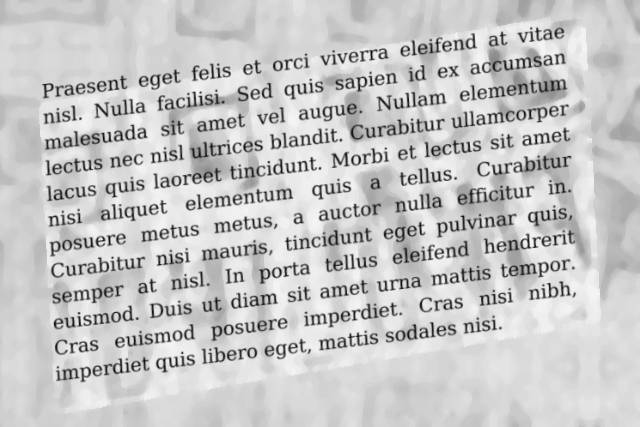 Praesent eget felis et orci viverra eleifend at vitae
nisl. Nulla facilisi. Sed quis sapien id ex accumsan
malesuada sit amet vel augue. Nullam elementum
lectus nec nisl ultrices blandit. Curabitur ullamcorper
lacus quis laoreet tincidunt. Morbi et lectus sit amet
nisi aliquet elementum quis a tellus. Curabitur
posuere metus metus, a auctor nulla efficitur in.
Curabitur nisi mauris, tincidunt eget pulvinar quis,
semper at nisl. In porta tellus eleifend hendrerit
euismod. Duis ut diam sit amet urna mattis tempor.
Cras euismod posuere imperdiet. Cras nisi nibh,
imperdiet quis libero eget, mattis sodales nisi.